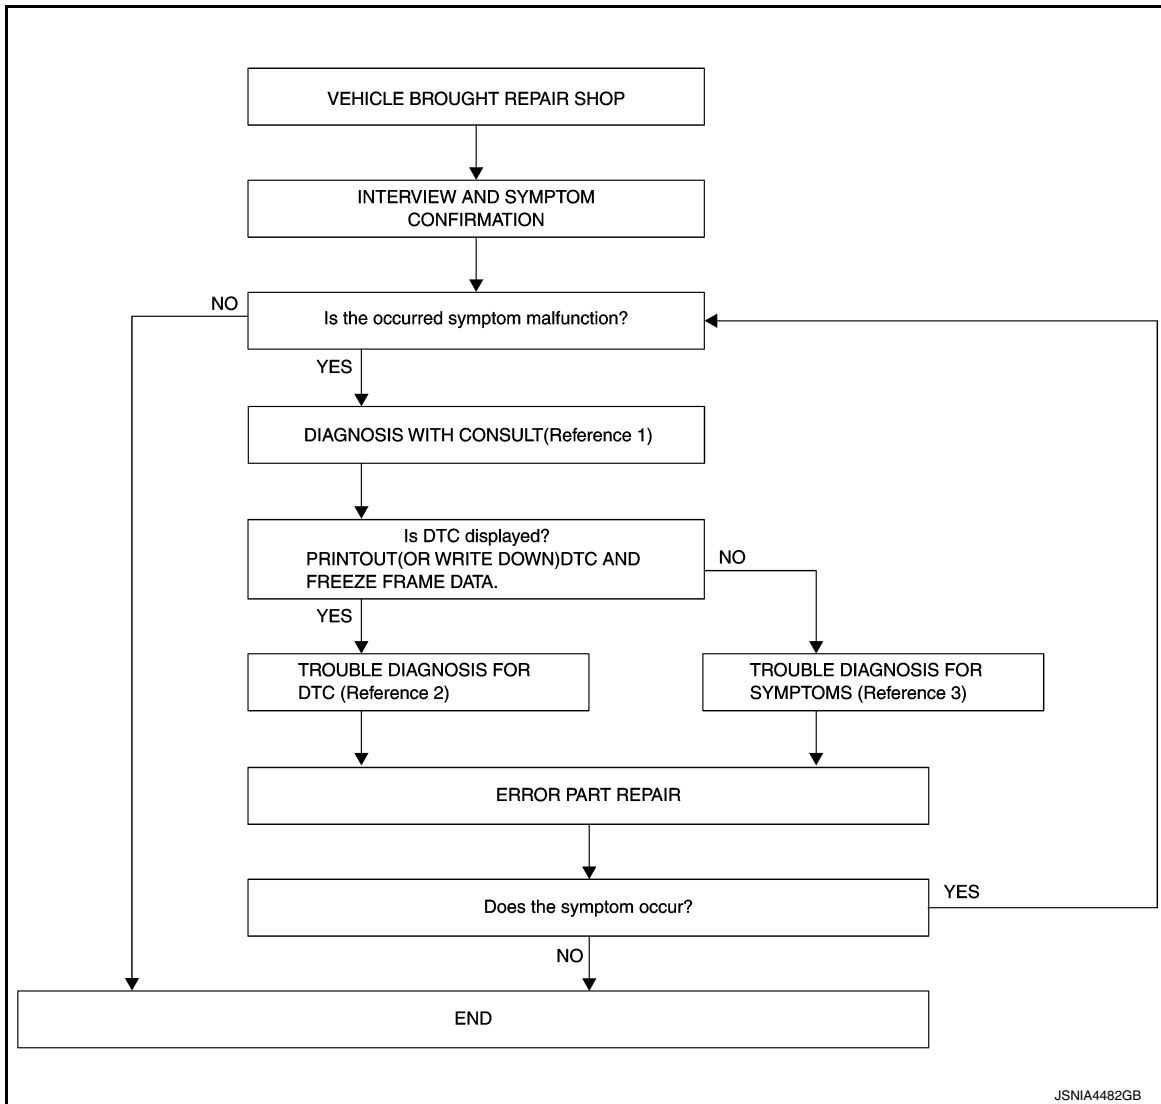 VEHICLE BROUGHT REPAIR SHOP
INTERVIEW AND SYMPTOM
CONFIRMATION
NO
Is the occurred symptom malfunction?
YES
DIAGNOSIS WITH CONSULT(Reference 1)
Is DTC displayed?
PRINTOUT(OR WRITE DOWN)DTC AND
FREEZE FRAME DATA.
NO
YES
TROUBLE DIAGNOSIS FOR
DTC (Reference 2)
TROUBLE DIAGNOSIS FOR
SYMPTOMS (Reference 3)
ERROR PART REPAIR
Does the symptom occur?
YES
NO
END
JSNIA4482GB